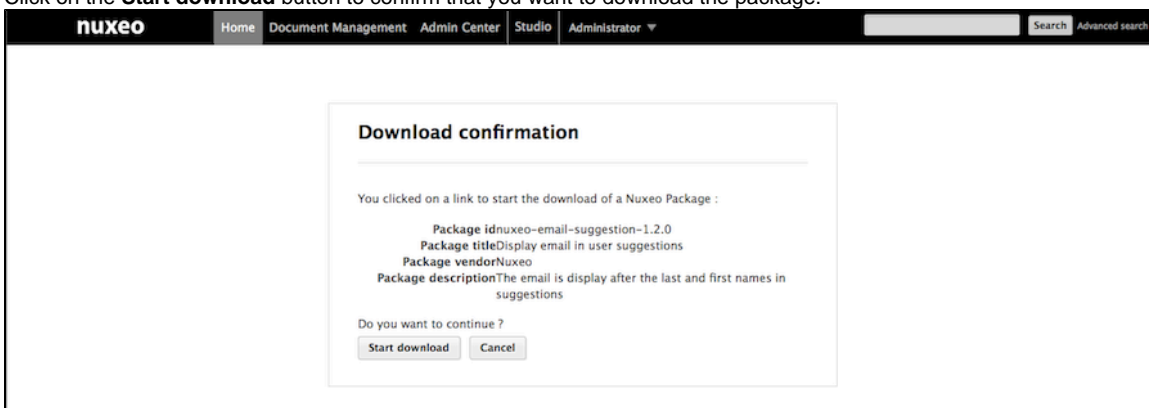 Click on the Start download button to confirm that you want to download the package.
nuxeo Home Document Management Admin Center Studio Administrator Search Advanced search
Download confirmation
You clicked on a link to start the download of a Nuxeo Package :
Package idnuxeo-email-suggestion-1.2.0
Package titleDisplay email in user suggestions
Package vendorNuxeo
Package descriptionThe email is display after the last and first names in
suggestions
Do you want to continue ?
Start download Cancel